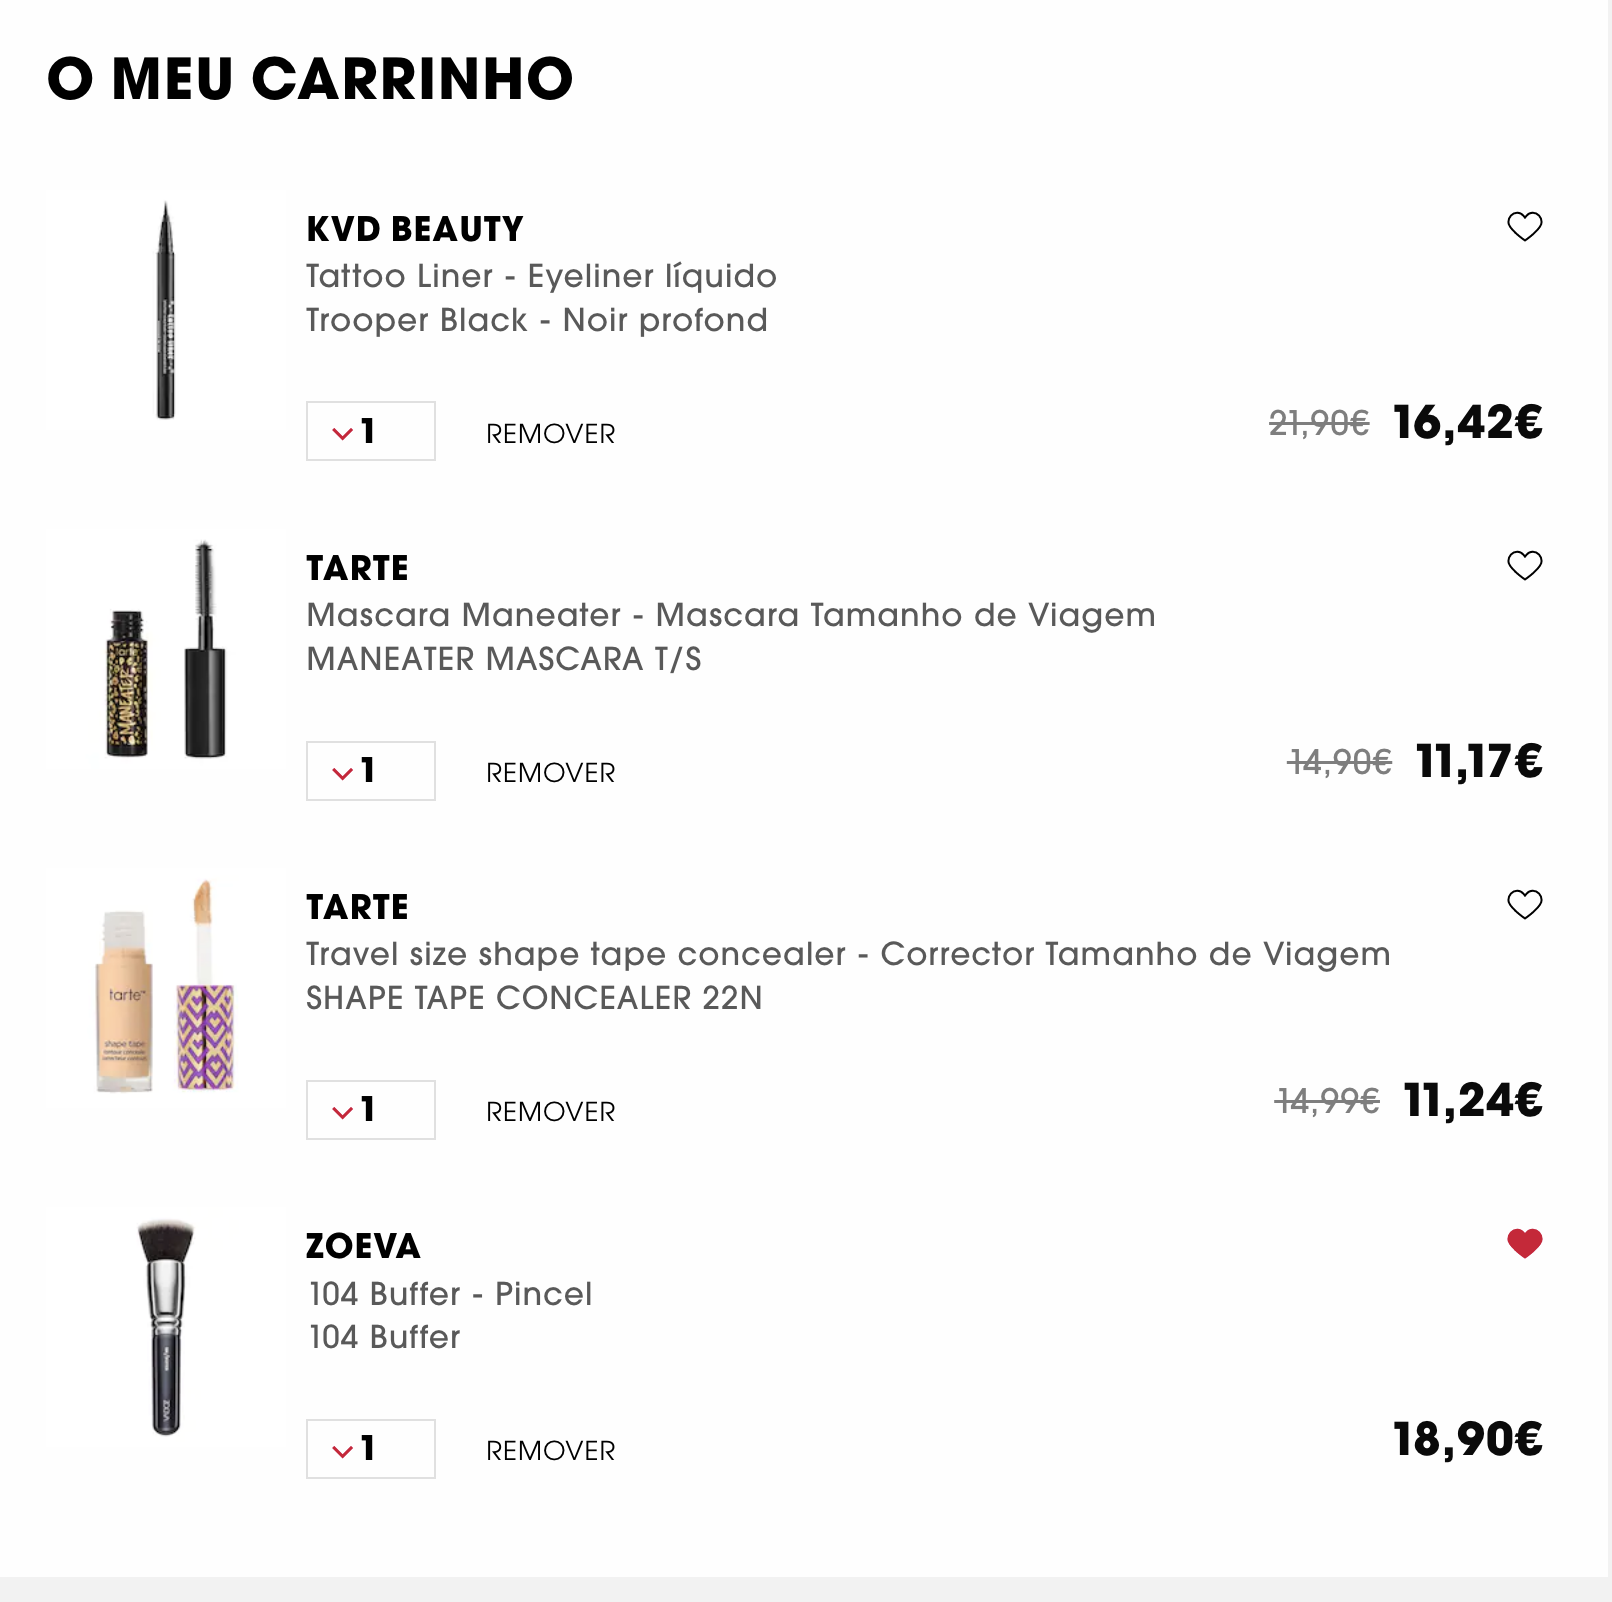 O MEU CARRINHO
KVD BEAUTY
Tattoo Liner - Eyeliner líquido
Trooper Black - Noir profond
1 REMOVER 21,90€ 16,42€
TARTE
Mascara Maneater - Mascara Tamanho de Viagem
MANEATER MASCARA T/S
MANEATER
1 REMOVER 14,90€ 11,17€
TARTE
Travel size shape tape concealer - Corrector Tamanho de Viagem
SHAPE TAPE CONCEALER 22N
tarte™
shape tape
1 REMOVER 14,99€ 11,24€
ZOEVA
104 Buffer - Pincel
104 Buffer
ZOEVA
1 REMOVER 18,90€